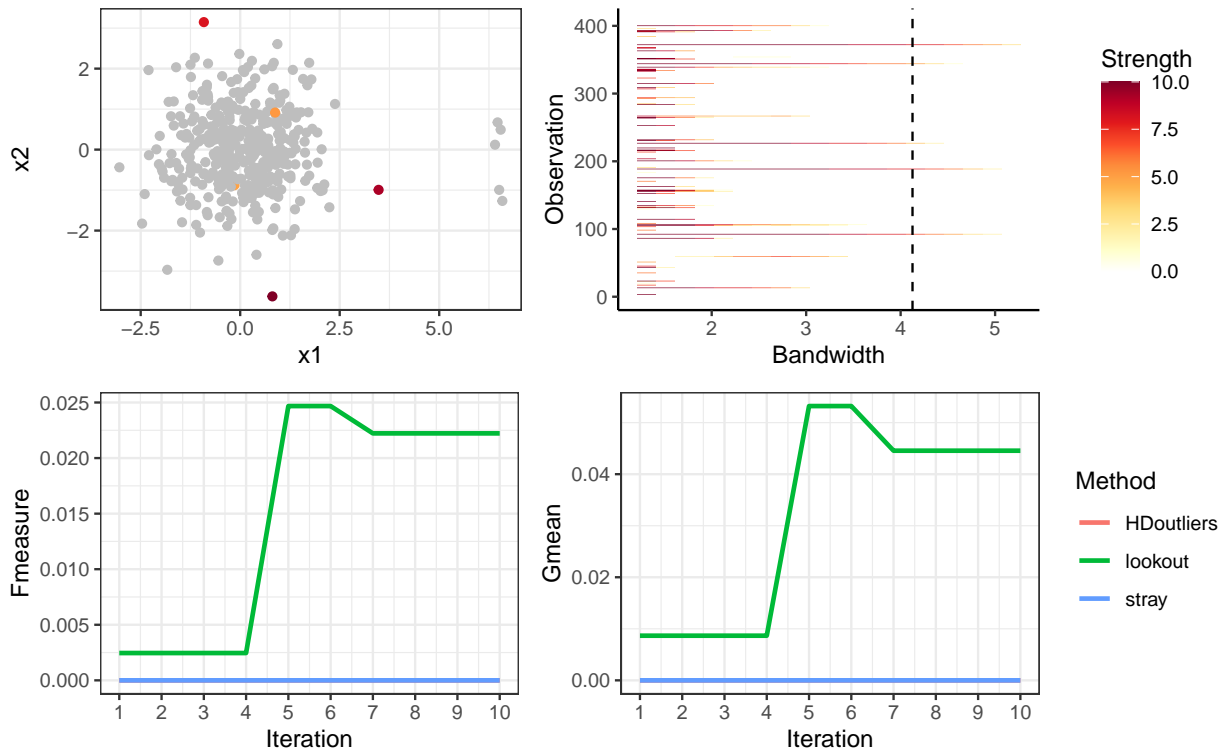 2
0
−2
x2
−2.5 0.0 2.5 5.0
x1
400
300
200
100
0
Observation
2 3 4 5
Bandwidth
Strength
10.0
7.5
5.0
2.5
0.0
0.025
0.020
0.015
0.010
0.005
0.000
Fmeasure
1 2 3 4 5 6 7 8 9 10
Iteration
0.04
0.02
0.00
Gmean
1 2 3 4 5 6 7 8 9 10
Iteration
Method
HDoutliers
lookout
stray